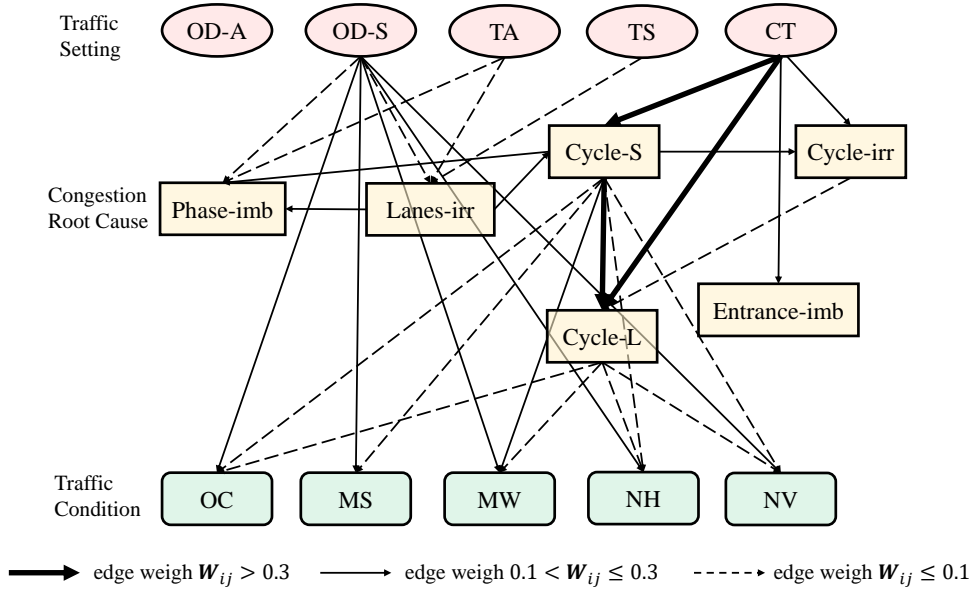 Traffic
Setting
OD-A
OD-S
TA
TS
CT
Cycle-S
Cycle-irr
Congestion
Root Cause
Phase-imb
Lanes-irr
Entrance-imb
Cycle-L
Traffic
Condition
OC
MS
MW
NH
NV
edge weigh W_ij > 0.3
edge weigh 0.1 < W_ij ≤ 0.3
edge weigh W_ij ≤ 0.1